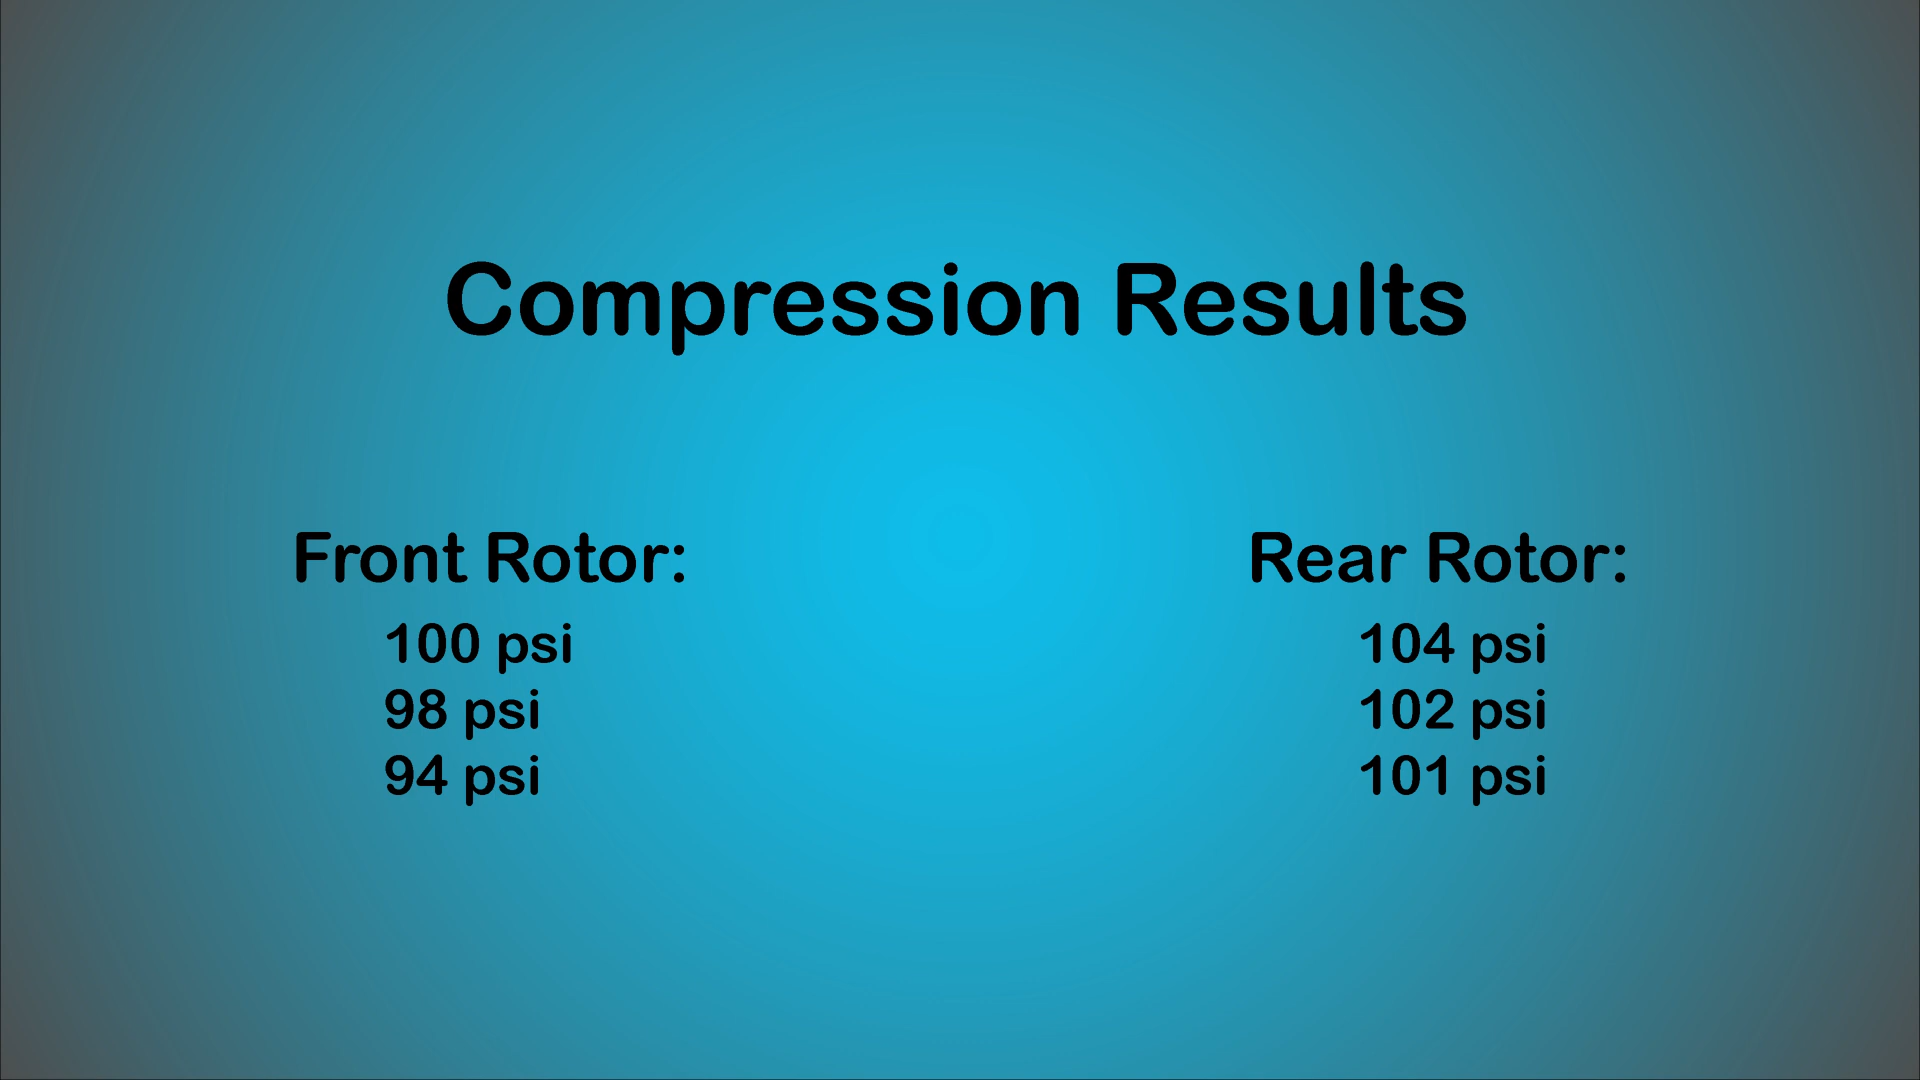 Compression Results
Front Rotor:
100 psi
98 psi
94 psi
Rear Rotor:
104 psi
102 psi
101 psi